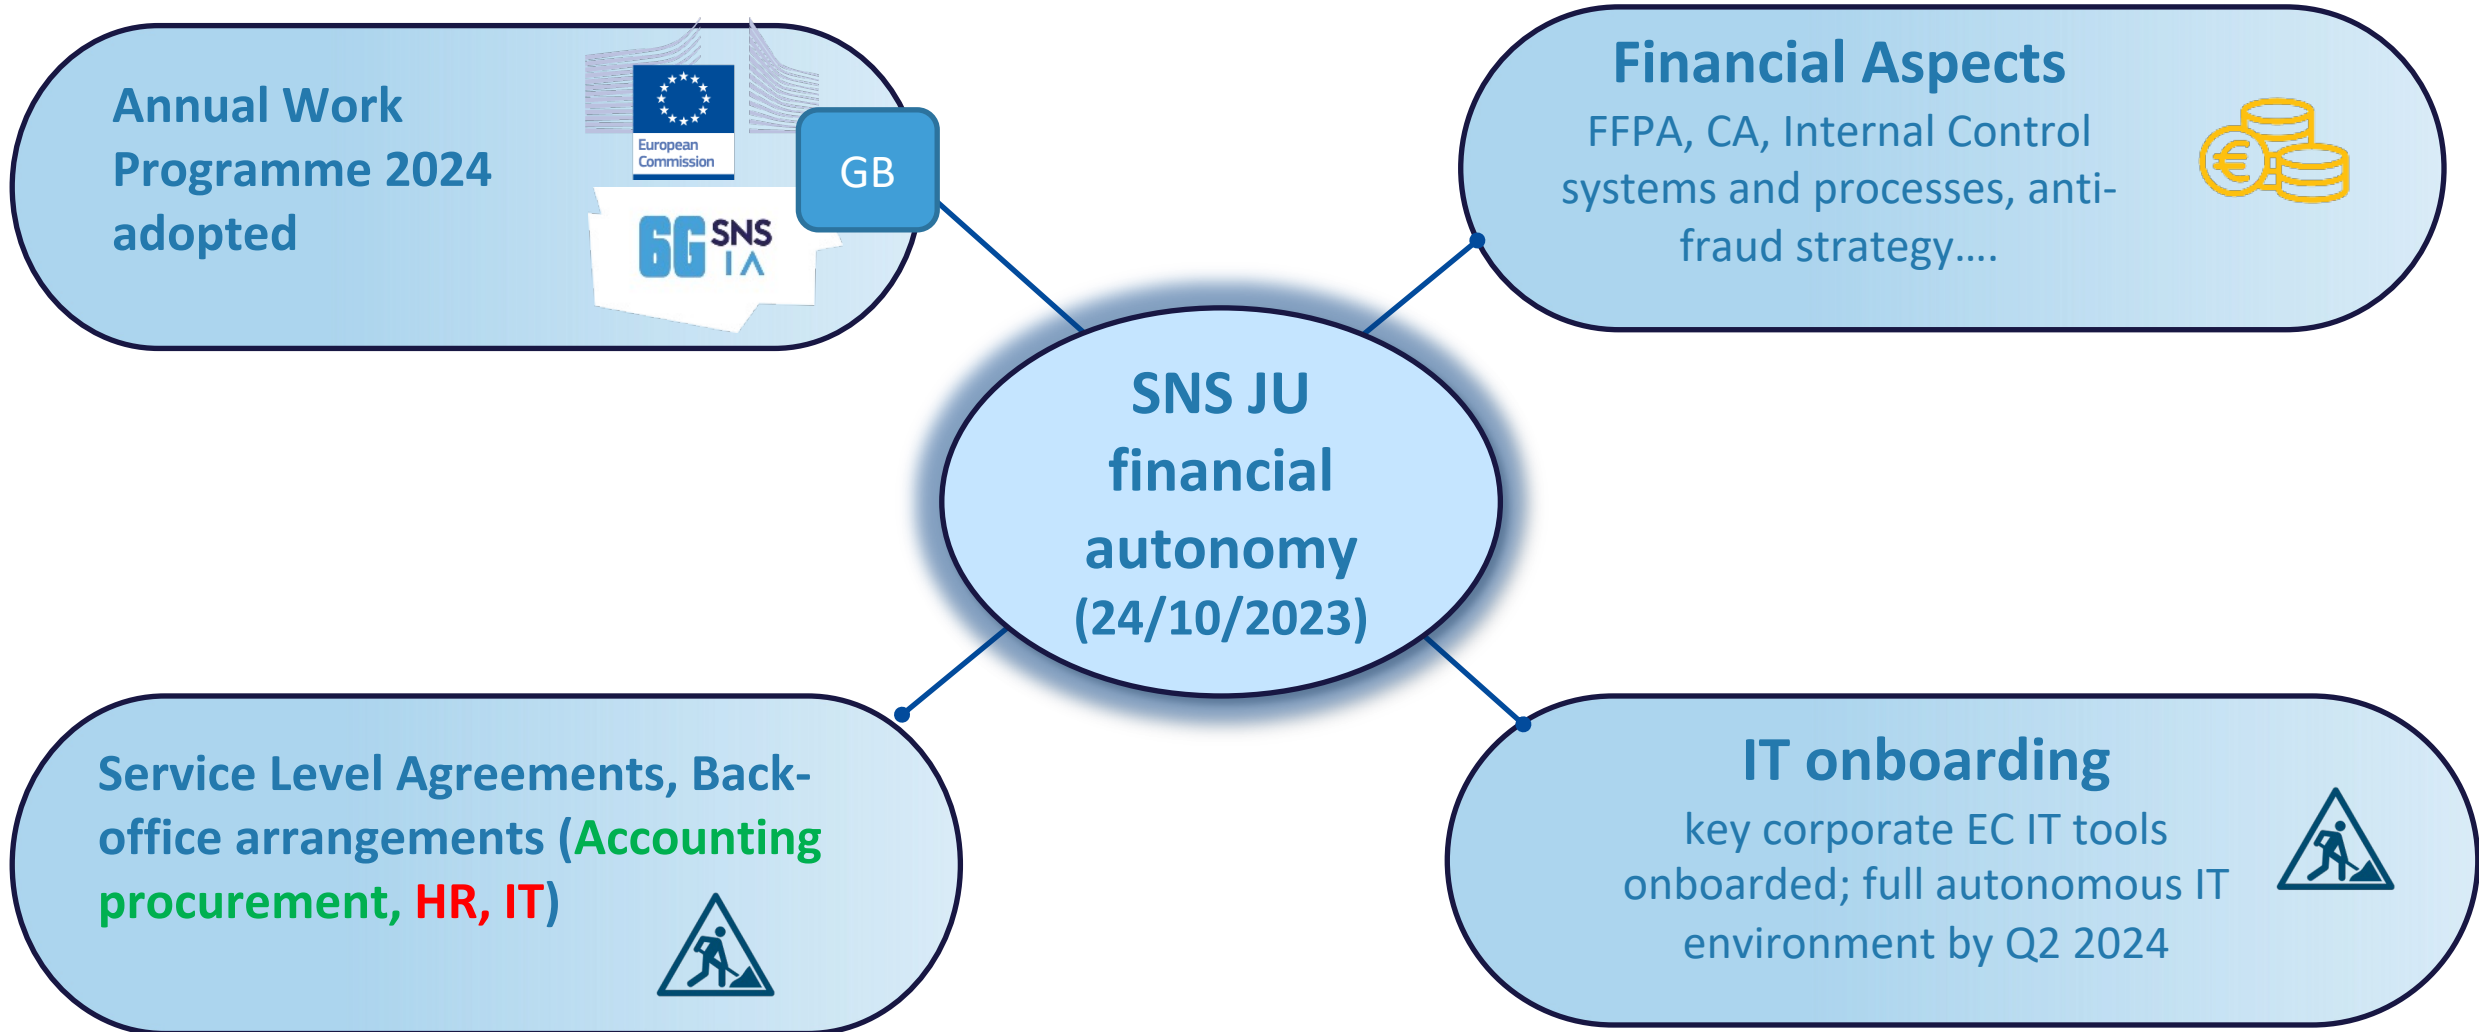 Annual Work
Programme 2024
adopted
European
Commission
GB
6G SNS
IA
Financial Aspects
FFPA, CA, Internal Control
systems and processes, anti-
fraud strategy....
SNS JU
financial
autonomy
(24/10/2023)
Service Level Agreements, Back-
office arrangements (Accounting
procurement, HR, IT)
IT onboarding
key corporate EC IT tools
onboarded; full autonomous IT
environment by Q2 2024